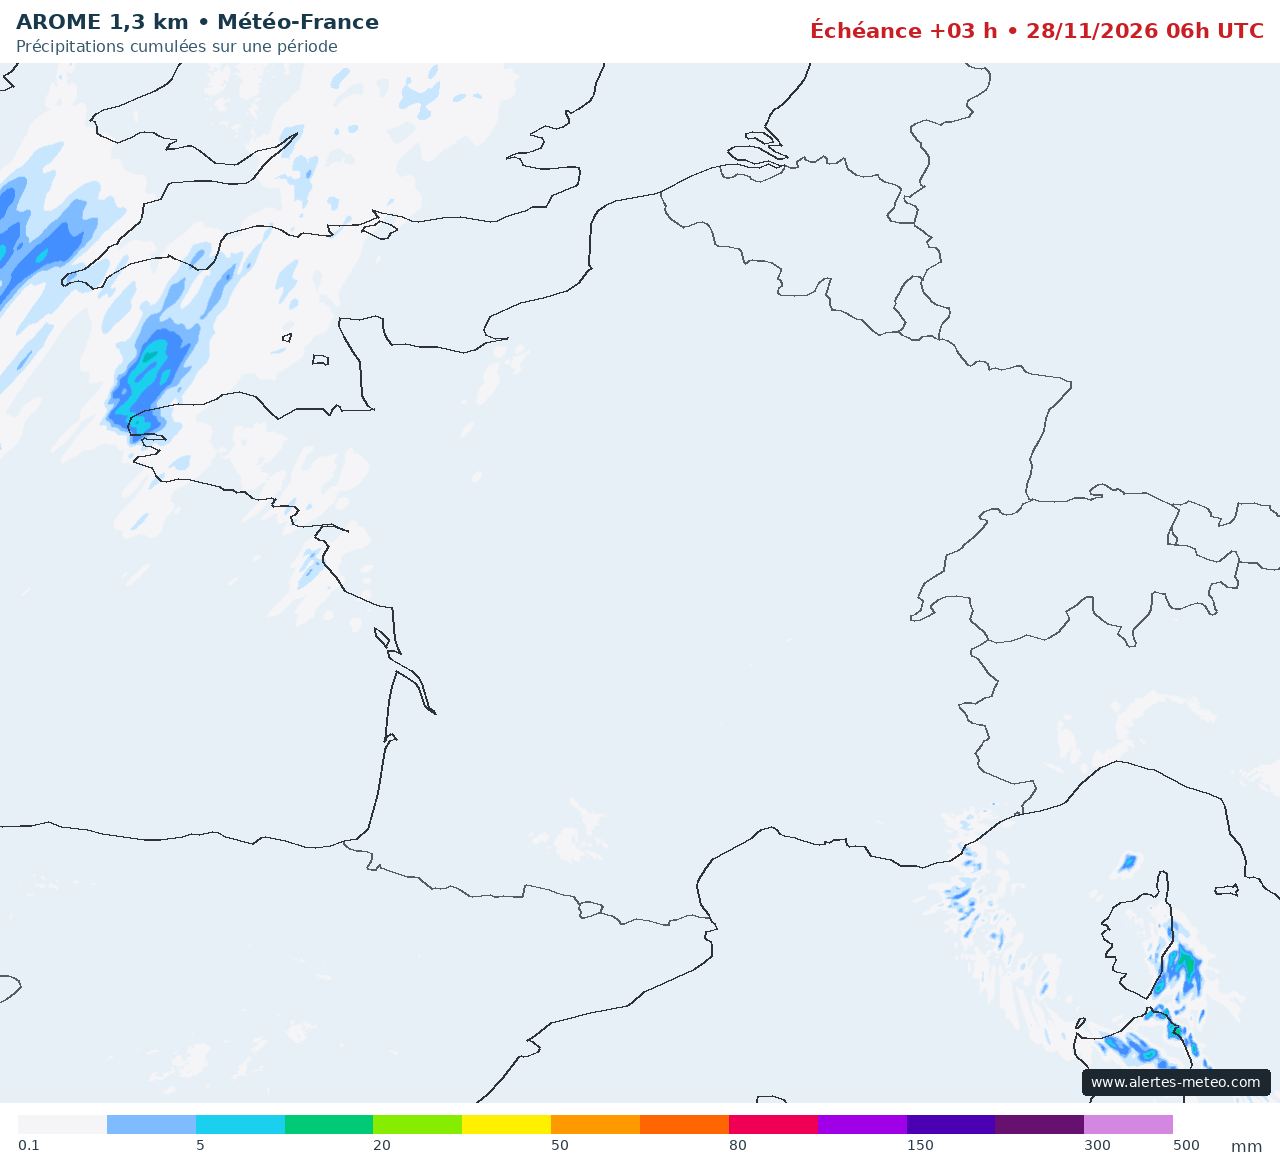 AROME 1,3 km • Météo-France
Précipitations cumulées sur une période
Échéance +03 h • 28/11/2026 06h UTC
www.alertes-meteo.com
0.1 5 20 50 80 150 300 500 mm